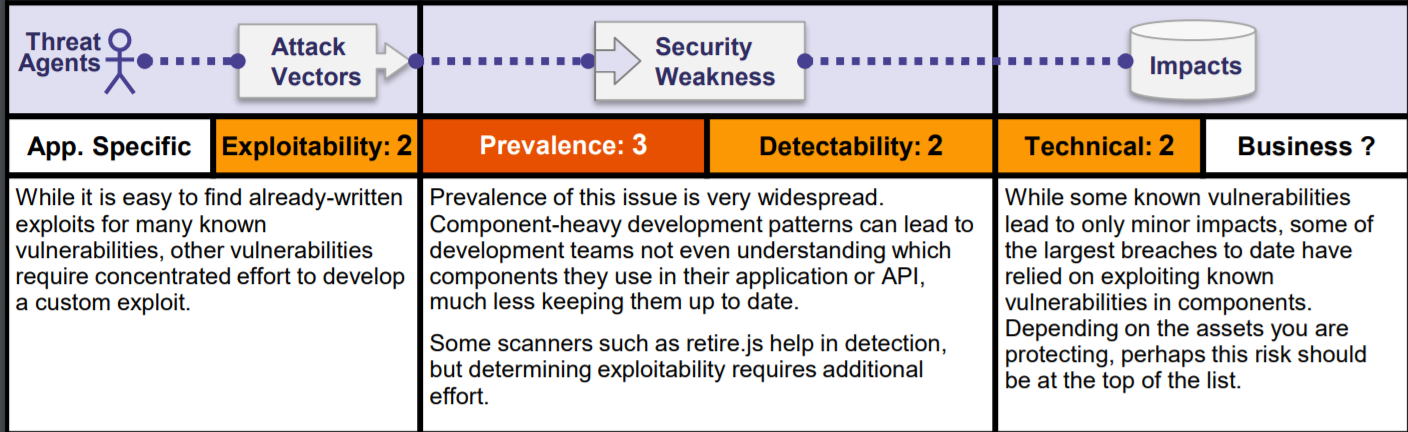 Threat
Agents
Attack
Vectors
Security
Weakness
Impacts
App. Specific
Exploitability: 2
Prevalence: 3
Detectability: 2
Technical: 2
Business ?
While it is easy to find already-written
exploits for many known
vulnerabilities, other vulnerabilities
require concentrated effort to develop
a custom exploit.
Prevalence of this issue is very widespread.
Component-heavy development patterns can lead to
development teams not even understanding which
components they use in their application or API,
much less keeping them up to date.
Some scanners such as retire.js help in detection,
but determining exploitability requires additional
effort.
While some known vulnerabilities
lead to only minor impacts, some of
the largest breaches to date have
relied on exploiting known
vulnerabilities in components.
Depending on the assets you are
protecting, perhaps this risk should
be at the top of the list.